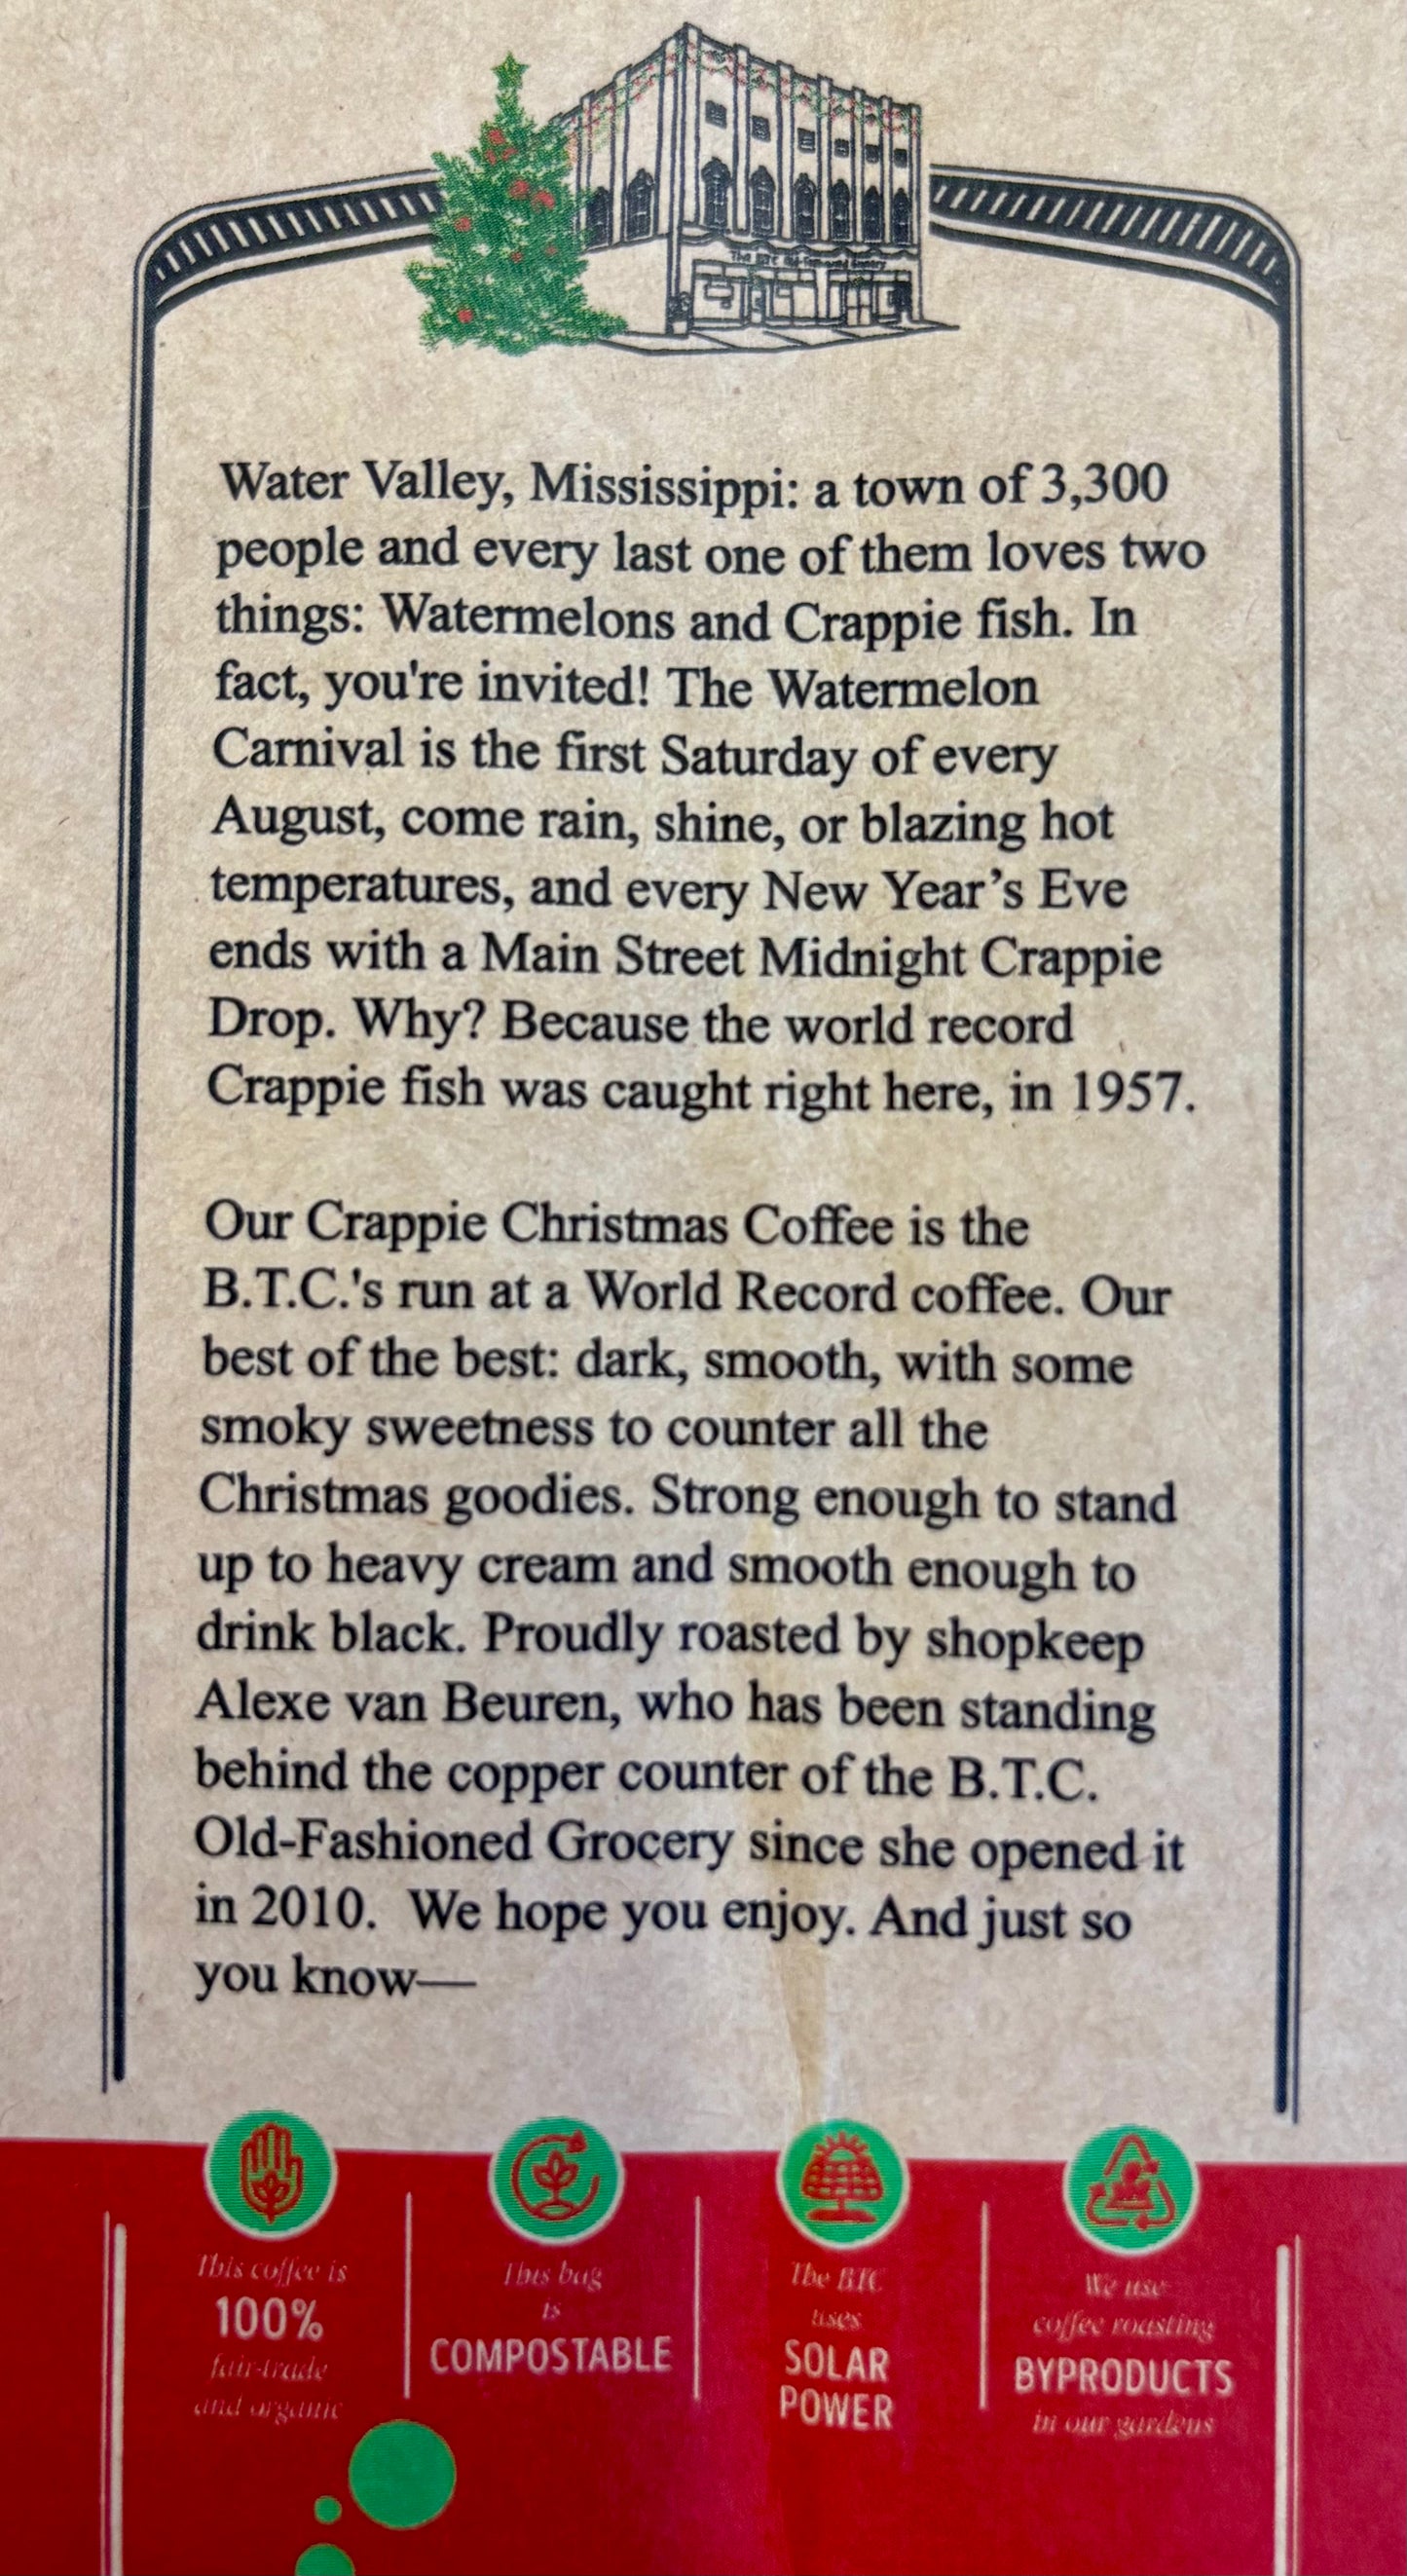 The BTC Old-Fashioned Grocery
Water Valley, Mississippi: a town of 3,300
people and every last one of them loves two
things: Watermelons and Crappie fish. In
fact, you're invited! The Watermelon
Carnival is the first Saturday of every
August, come rain, shine, or blazing hot
temperatures, and every New Year’s Eve
ends with a Main Street Midnight Crappie
Drop. Why? Because the world record
Crappie fish was caught right here, in 1957.
Our Crappie Christmas Coffee is the
B.T.C.'s run at a World Record coffee. Our
best of the best: dark, smooth, with some
smoky sweetness to counter all the
Christmas goodies. Strong enough to stand
up to heavy cream and smooth enough to
drink black. Proudly roasted by shopkeep
Alexe van Beuren, who has been standing
behind the copper counter of the B.T.C.
Old-Fashioned Grocery since she opened it
in 2010.  We hope you enjoy. And just so
you know—
This coffee is
100%
fair-trade
and organic
This bag
is
COMPOSTABLE
The BTC
uses
SOLAR
POWER
We use
coffee roasting
BYPRODUCTS
in our gardens